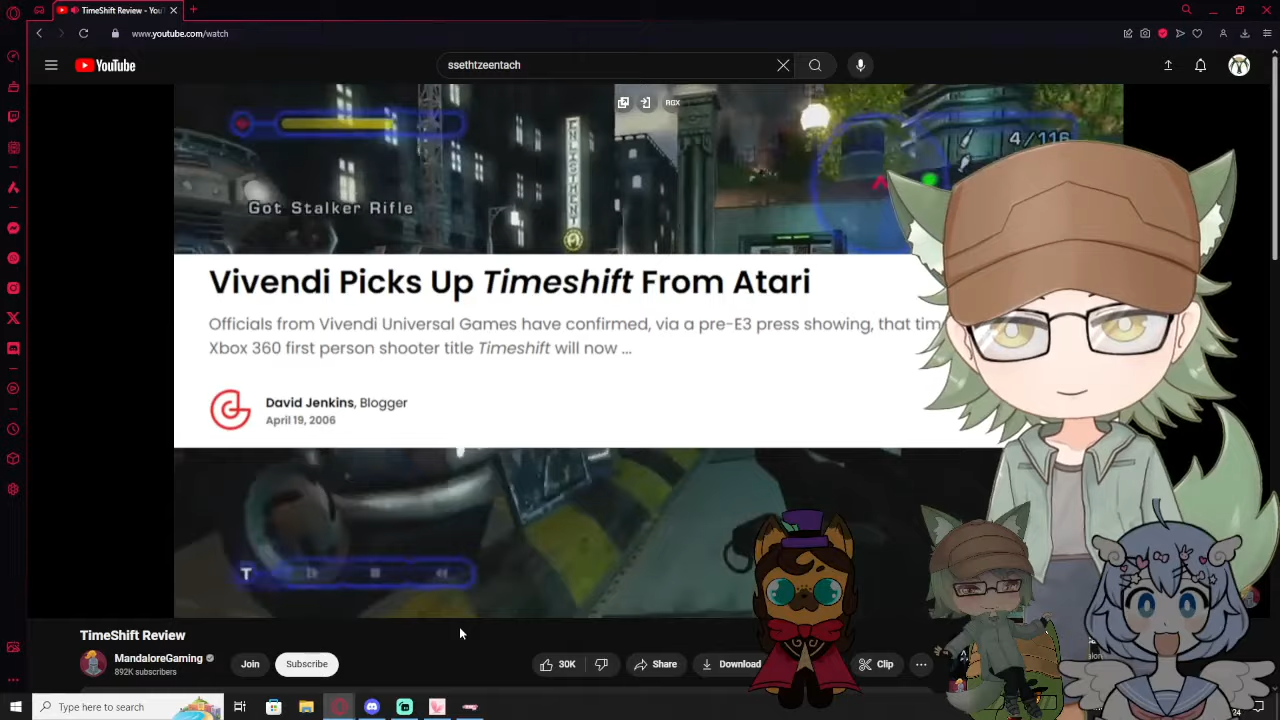 TimeShift Review - You
www.youtube.com/watch
YouTube
ssethtzeentach
RGX
4/116
ENLISTMENT
Got Stalker Rifle
Vivendi Picks Up Timeshift From Atari
Officials from Vivendi Universal Games have confirmed, via a pre-E3 press showing, that tim
Xbox 360 first person shooter title Timeshift will now ...
David Jenkins, Blogger
April 19, 2006
T
TimeShift Review
MandaloreGaming
892K subscribers
Join
Subscribe
30K
Share
Download
Clip
Type here to search
24